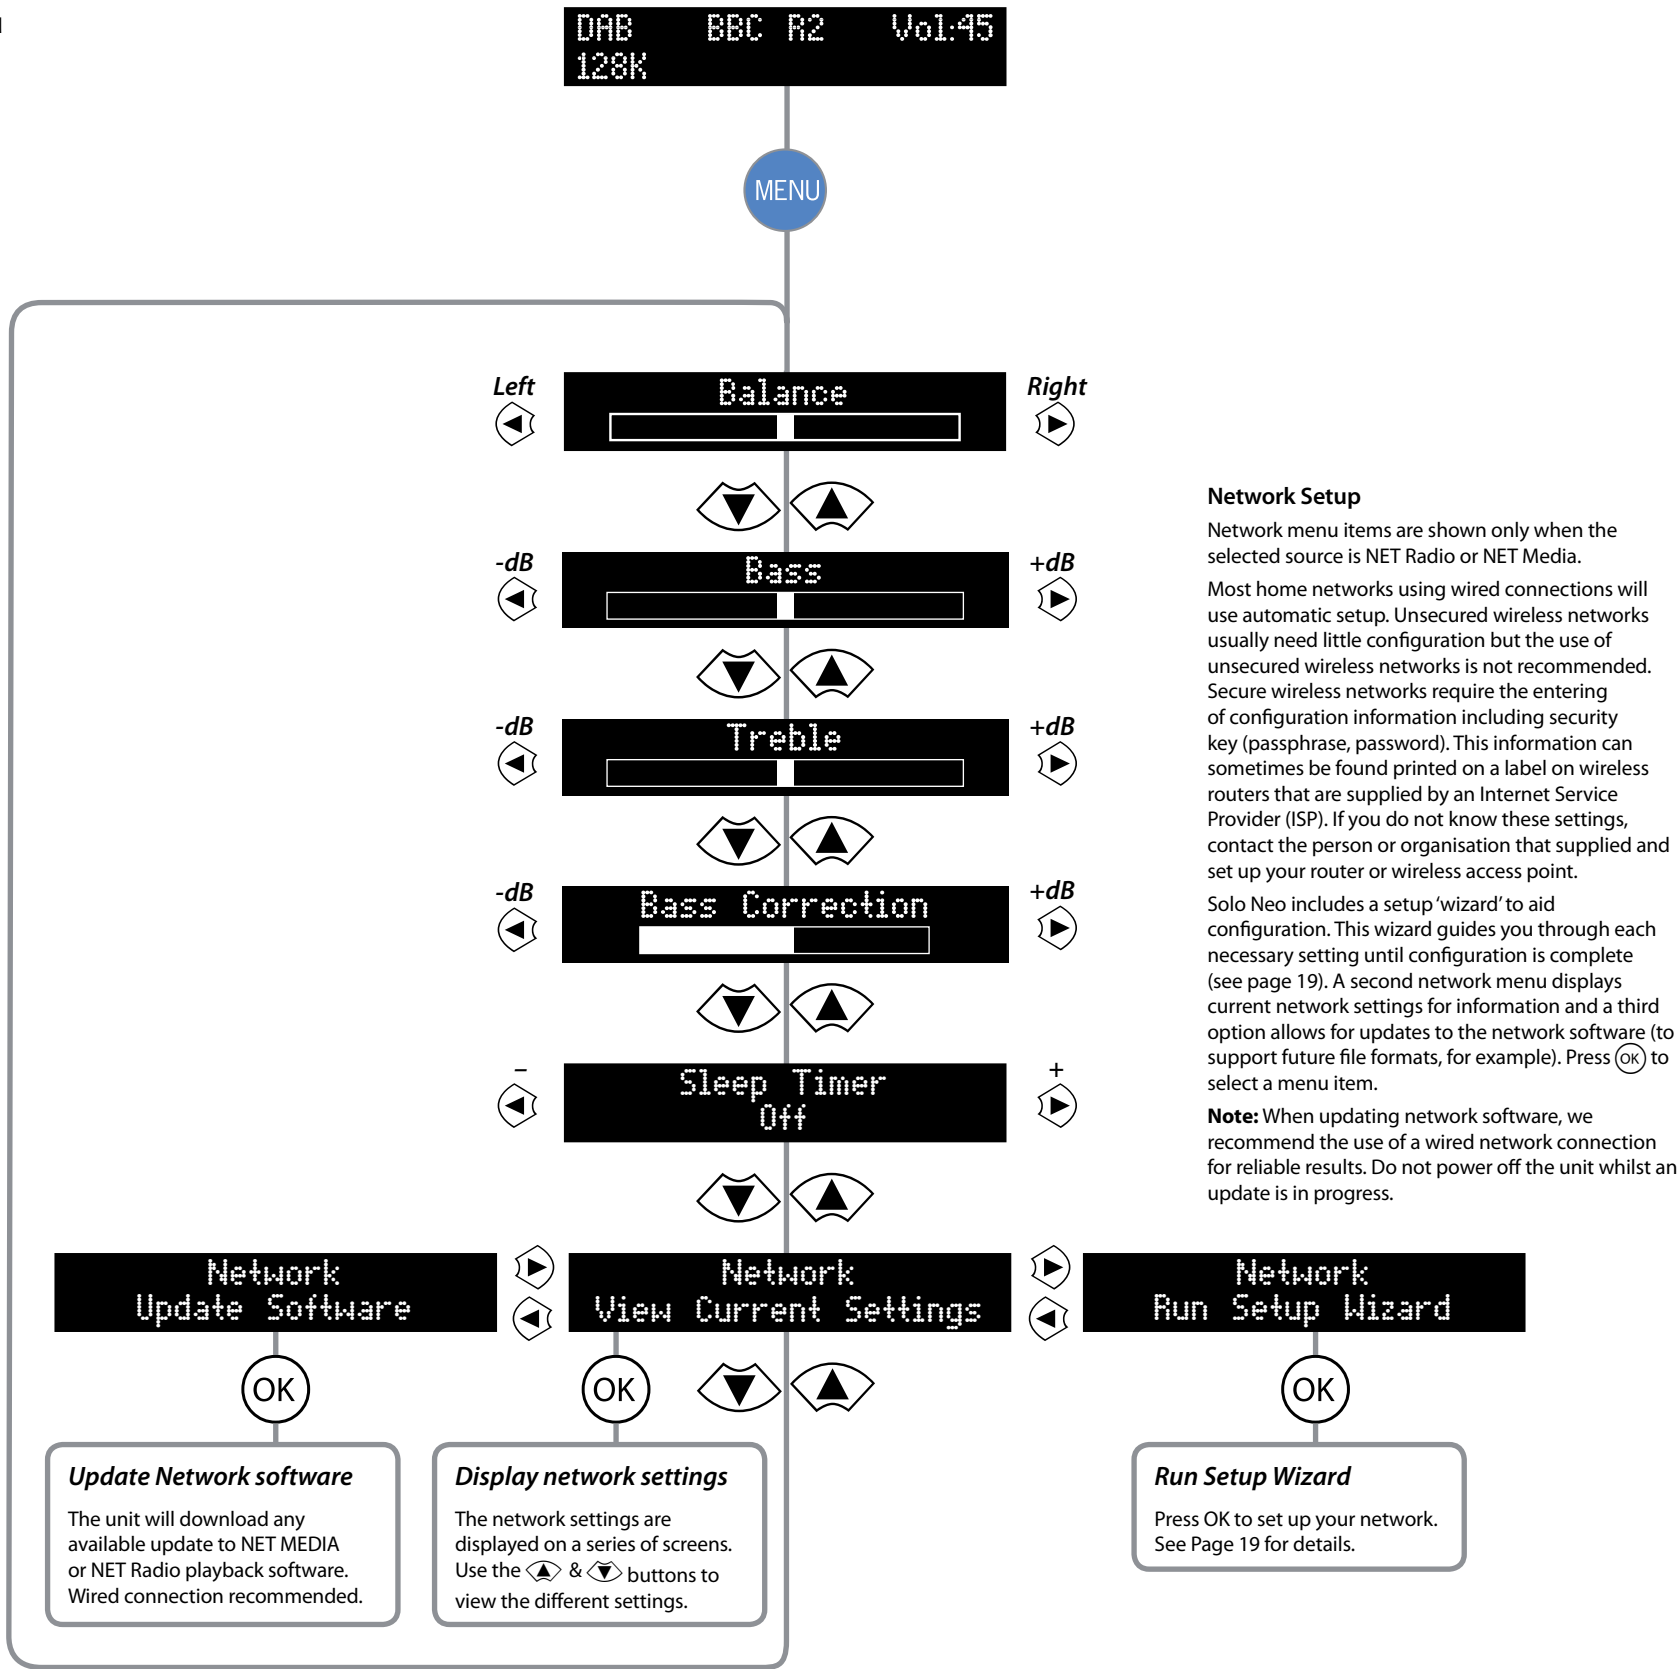 DAB BBC R2 Vol:45
128K
MENU
Left Balance Right
-dB Bass +dB
-dB Treble +dB
-dB Bass Correction +dB
– Sleep Timer +
Off
Network
Update Software
Network
View Current Settings
Network
Run Setup Wizard
OK
OK
OK
Update Network software
The unit will download any
available update to NET MEDIA
or NET Radio playback software.
Wired connection recommended.
Display network settings
The network settings are
displayed on a series of screens.
Use the & buttons to
view the different settings.
Run Setup Wizard
Press OK to set up your network.
See Page 19 for details.
Network Setup
Network menu items are shown only when the
selected source is NET Radio or NET Media.
Most home networks using wired connections will
use automatic setup. Unsecured wireless networks
usually need little configuration but the use of
unsecured wireless networks is not recommended.
Secure wireless networks require the entering
of configuration information including security
key (passphrase, password). This information can
sometimes be found printed on a label on wireless
routers that are supplied by an Internet Service
Provider (ISP). If you do not know these settings,
contact the person or organisation that supplied and
set up your router or wireless access point.
Solo Neo includes a setup ‘wizard’ to aid
configuration. This wizard guides you through each
necessary setting until configuration is complete
(see page 19). A second network menu displays
current network settings for information and a third
option allows for updates to the network software (to
support future file formats, for example). Press OK to
select a menu item.
Note: When updating network software, we
recommend the use of a wired network connection
for reliable results. Do not power off the unit whilst an
update is in progress.